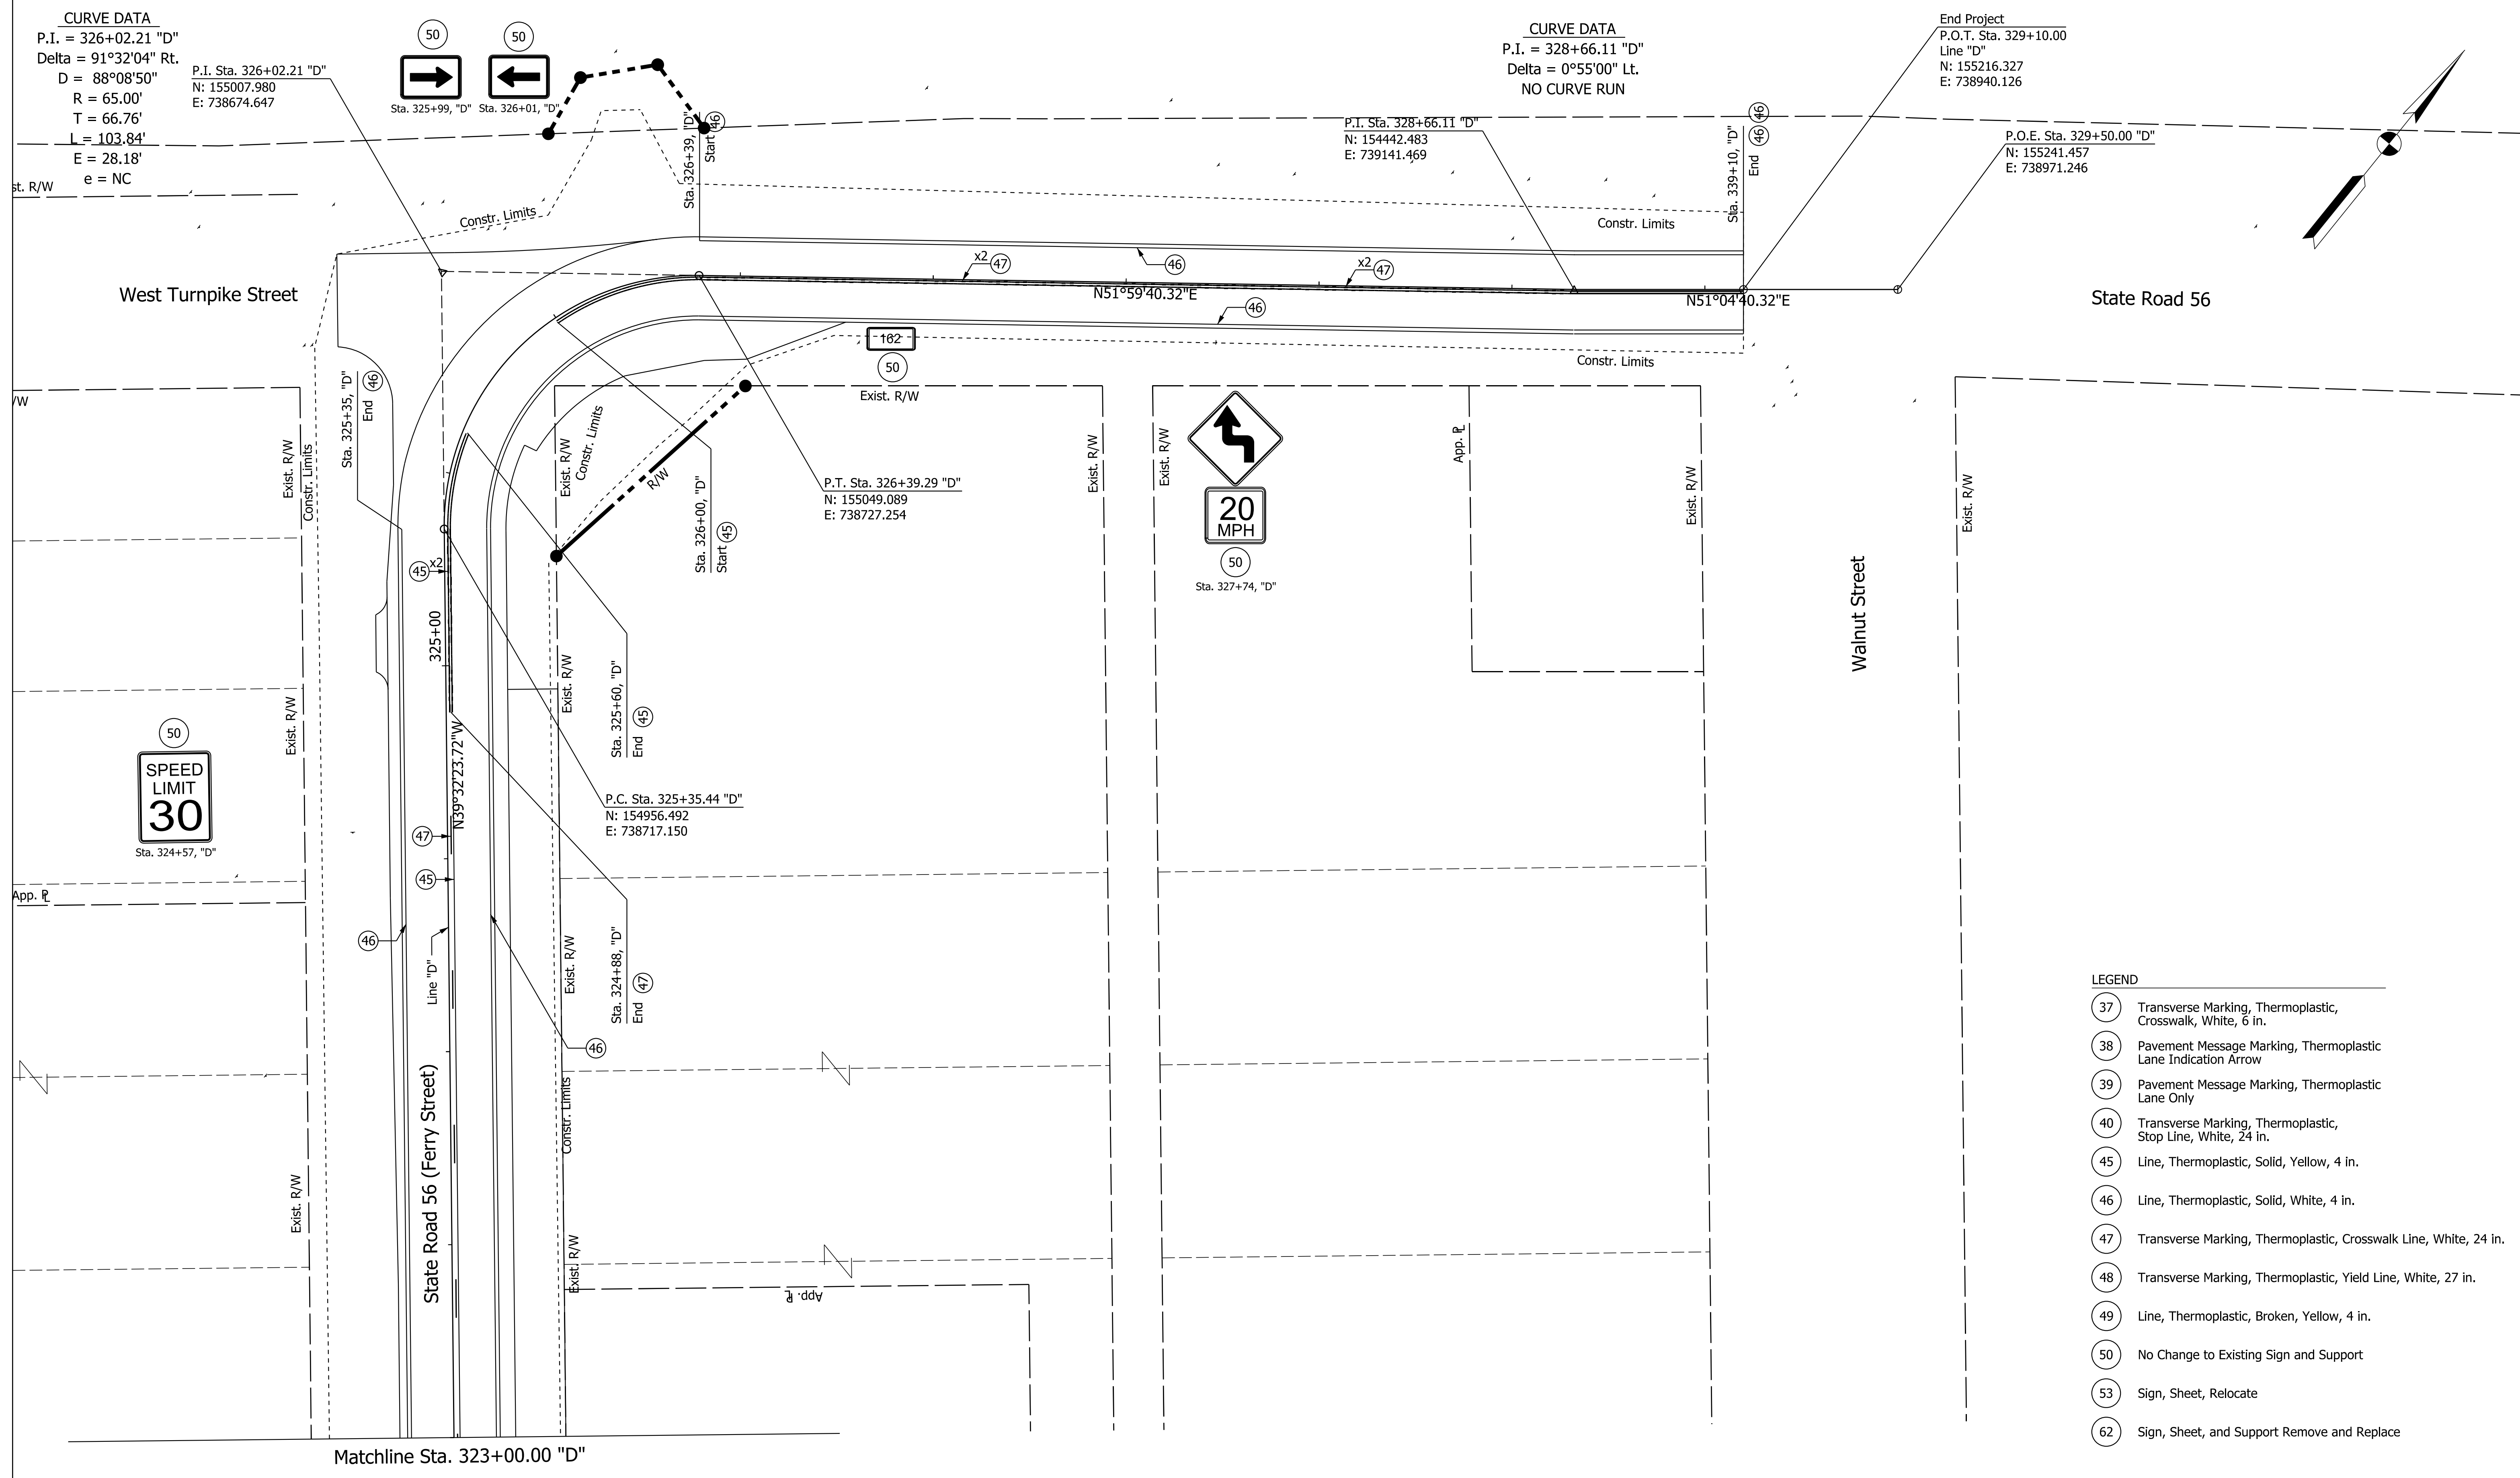 CURVE DATA
P.I. = 326+02.21 "D"
Delta = 91°32'04" Rt.
D = 88°08'50"
R = 65.00'
T = 66.76'
L = 103.84'
E = 28.18'
e = NC
st. R/W
P.I. Sta. 326+02.21 "D"
N: 155007.980
E: 738674.647
50
50
Sta. 325+99, "D"
Sta. 326+01, "D"
Sta. 326+39, "D"
Start 46
CURVE DATA
P.I. = 328+66.11 "D"
Delta = 0°55'00" Lt.
NO CURVE RUN
P.I. Sta. 328+66.11 "D"
N: 154442.483
E: 739141.469
End Project
P.O.T. Sta. 329+10.00
Line "D"
N: 155216.327
E: 738940.126
46
Sta. 339+10, "D"
End 46
P.O.E. Sta. 329+50.00 "D"
N: 155241.457
E: 738971.246
Constr. Limits
Constr. Limits
West Turnpike Street
x2 47
46
x2 47
N51°59'40.32"E
N51°04'40.32"E
State Road 56
46
162
50
Constr. Limits
/W
Sta. 325+35, "D"
End 46
Exist. R/W
Exist. R/W
Constr. Limits
Exist. R/W
Constr. Limits
R/W
Sta. 326+00, "D"
Start 45
P.T. Sta. 326+39.29 "D"
N: 155049.089
E: 738727.254
Exist. R/W
Exist. R/W
20
MPH
50
Sta. 327+74, "D"
App. PL
Exist. R/W
Exist. R/W
Walnut Street
45 x2
325+00
Exist. R/W
Sta. 325+60, "D"
End 45
50
SPEED
LIMIT
30
Sta. 324+57, "D"
Exist. R/W
N39°32'23.72"W
P.C. Sta. 325+35.44 "D"
N: 154956.492
E: 738717.150
47
45
App. PL
46
Line "D"
Exist. R/W
Sta. 324+88, "D"
End 47
46
Constr. Limits
State Road 56 (Ferry Street)
Exist. R/W
Exist. R/W
App. PL
Matchline Sta. 323+00.00 "D"
LEGEND
37 Transverse Marking, Thermoplastic,
Crosswalk, White, 6 in.
38 Pavement Message Marking, Thermoplastic
Lane Indication Arrow
39 Pavement Message Marking, Thermoplastic
Lane Only
40 Transverse Marking, Thermoplastic,
Stop Line, White, 24 in.
45 Line, Thermoplastic, Solid, Yellow, 4 in.
46 Line, Thermoplastic, Solid, White, 4 in.
47 Transverse Marking, Thermoplastic, Crosswalk Line, White, 24 in.
48 Transverse Marking, Thermoplastic, Yield Line, White, 27 in.
49 Line, Thermoplastic, Broken, Yellow, 4 in.
50 No Change to Existing Sign and Support
53 Sign, Sheet, Relocate
62 Sign, Sheet, and Support Remove and Replace